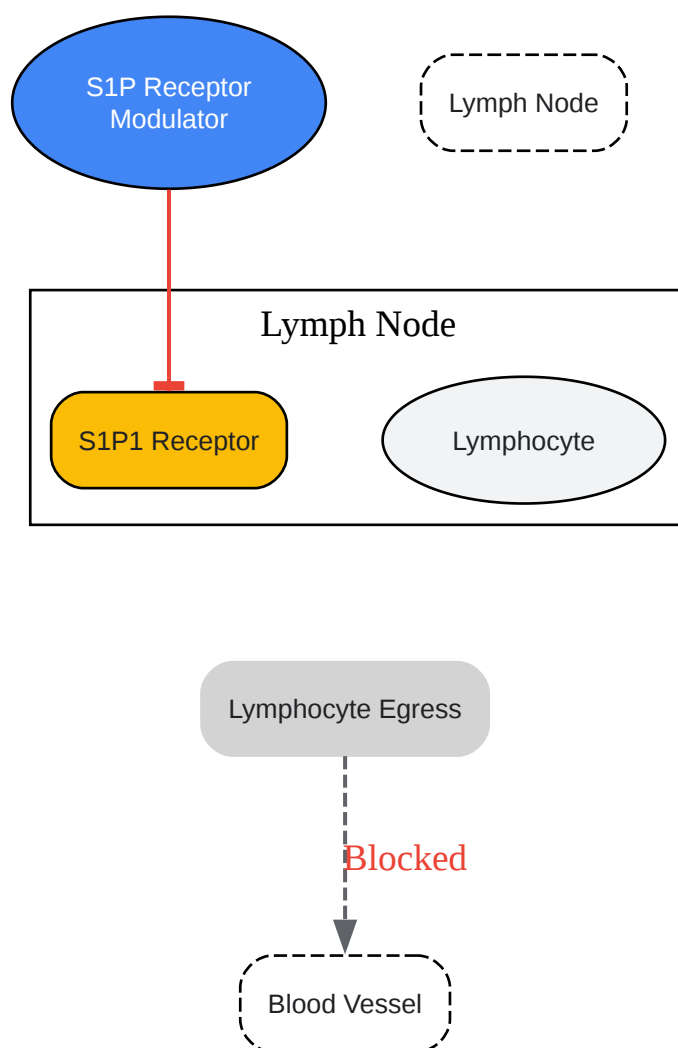 S1P Receptor
Modulator
Lymph Node
Lymph Node
S1P1 Receptor
Lymphocyte
Lymphocyte Egress
Blocked
Blood Vessel